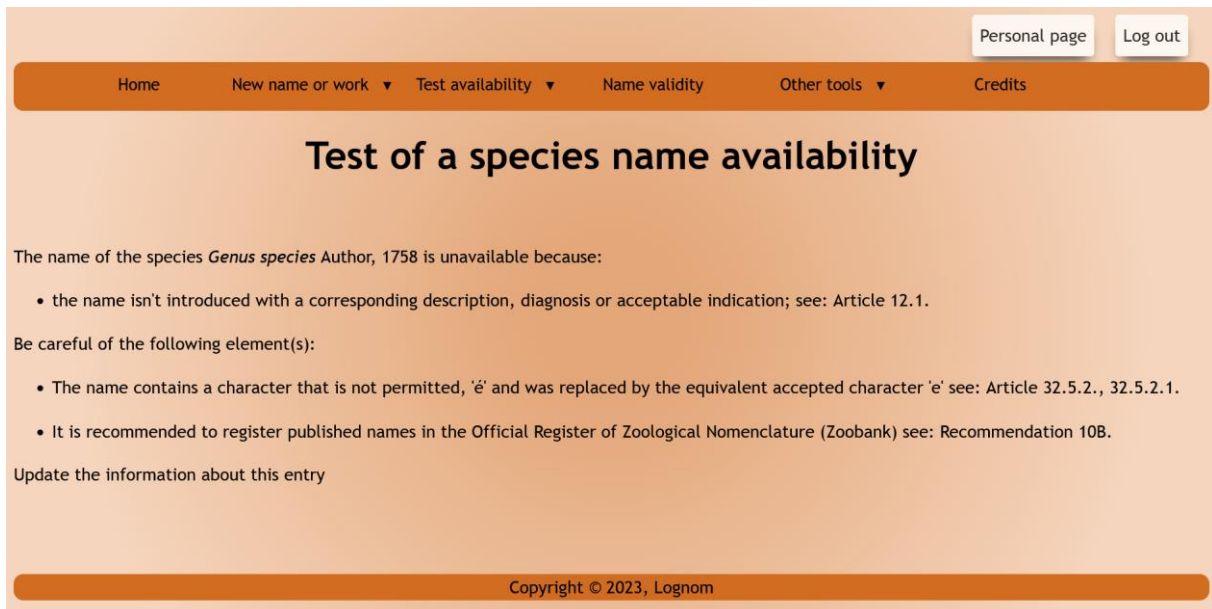 Personal page Log out
Home New name or work ▼ Test availability ▼ Name validity Other tools ▼ Credits
Test of a species name availability
The name of the species Genus species Author, 1758 is unavailable because:
• the name isn't introduced with a corresponding description, diagnosis or acceptable indication; see: Article 12.1.
Be careful of the following element(s):
• The name contains a character that is not permitted, 'é' and was replaced by the equivalent accepted character 'e' see: Article 32.5.2., 32.5.2.1.
• It is recommended to register published names in the Official Register of Zoological Nomenclature (Zoobank) see: Recommendation 10B.
Update the information about this entry
Copyright © 2023, Lognom